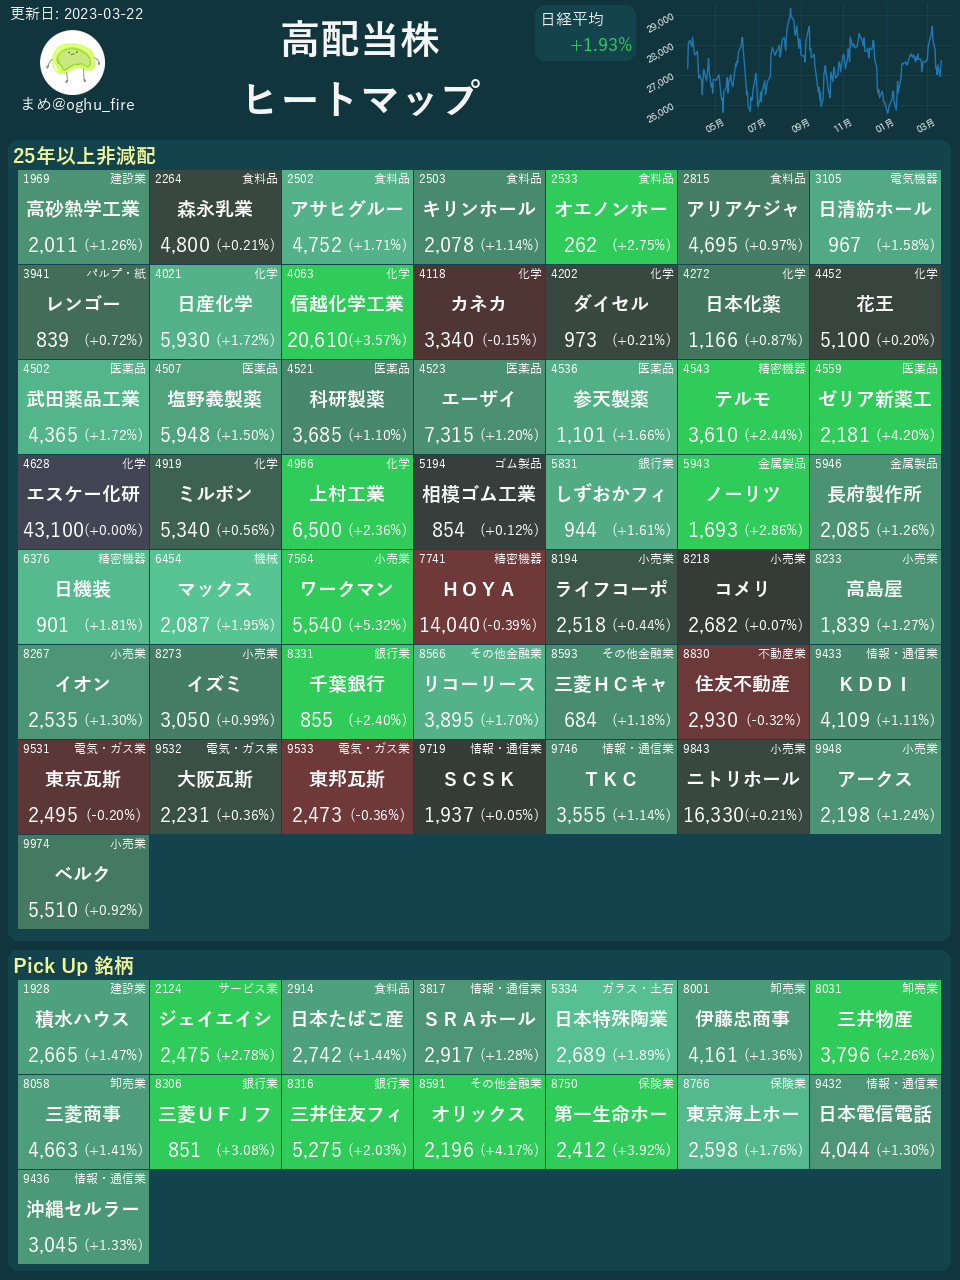 更新日: 2023-03-22
まめ@oghu_fire
高配当株
ヒートマップ
日経平均
+1.93%
29,000
28,000
27,000
26,000
05月 07月 09月 11月 01月 03月
25年以上非減配
1969 建設業 2264 食料品 2502 食料品 2503 食料品 2533 食料品 2815 食料品 3105 電気機器
高砂熱学工業 森永乳業 アサヒグルー キリンホール オエノンホー アリアケジャ 日清紡ホール
2,011 (+1.26%) 4,800 (+0.21%) 4,752 (+1.71%) 2,078 (+1.14%) 262 (+2.75%) 4,695 (+0.97%) 967 (+1.58%)
3941 パルプ・紙 4021 化学 4063 化学 4118 化学 4202 化学 4272 化学 4452 化学
レンゴー 日産化学 信越化学工業 カネカ ダイセル 日本化薬 花王
839 (+0.72%) 5,930 (+1.72%) 20,610(+3.57%) 3,340 (-0.15%) 973 (+0.21%) 1,166 (+0.87%) 5,100 (+0.20%)
4502 医薬品 4507 医薬品 4521 医薬品 4523 医薬品 4536 医薬品 4543 精密機器 4559 医薬品
武田薬品工業 塩野義製薬 科研製薬 エーザイ 参天製薬 テルモ ゼリア新薬工
4,365 (+1.72%) 5,948 (+1.50%) 3,685 (+1.10%) 7,315 (+1.20%) 1,101 (+1.66%) 3,610 (+2.44%) 2,181 (+4.20%)
4628 化学 4919 化学 4966 化学 5194 ゴム製品 5831 銀行業 5943 金属製品 5946 金属製品
エスケー化研 ミルボン 上村工業 相模ゴム工業 しずおかフィ ノーリツ 長府製作所
43,100(+0.00%) 5,340 (+0.56%) 6,500 (+2.36%) 854 (+0.12%) 944 (+1.61%) 1,693 (+2.86%) 2,085 (+1.26%)
6376 精密機器 6454 機械 7564 小売業 7741 精密機器 8194 小売業 8218 小売業 8233 小売業
日機装 マックス ワークマン ＨＯＹＡ ライフコーポ コメリ 高島屋
901 (+1.81%) 2,087 (+1.95%) 5,540 (+5.32%) 14,040(-0.39%) 2,518 (+0.44%) 2,682 (+0.07%) 1,839 (+1.27%)
8267 小売業 8273 小売業 8331 銀行業 8566 その他金融業 8593 その他金融業 8830 不動産業 9433 情報・通信業
イオン イズミ 千葉銀行 リコーリース 三菱ＨＣキャ 住友不動産 ＫＤＤＩ
2,535 (+1.30%) 3,050 (+0.99%) 855 (+2.40%) 3,895 (+1.70%) 684 (+1.18%) 2,930 (-0.32%) 4,109 (+1.11%)
9531 電気・ガス業 9532 電気・ガス業 9533 電気・ガス業 9719 情報・通信業 9746 情報・通信業 9843 小売業 9948 小売業
東京瓦斯 大阪瓦斯 東邦瓦斯 ＳＣＳＫ ＴＫＣ ニトリホール アークス
2,495 (-0.20%) 2,231 (+0.36%) 2,473 (-0.36%) 1,937 (+0.05%) 3,555 (+1.14%) 16,330(+0.21%) 2,198 (+1.24%)
9974 小売業
ベルク
5,510 (+0.92%)
Pick Up 銘柄
1928 建設業 2124 サービス業 2914 食料品 3817 情報・通信業 5334 ガラス・土石 8001 卸売業 8031 卸売業
積水ハウス ジェイエイシ 日本たばこ産 ＳＲＡホール 日本特殊陶業 伊藤忠商事 三井物産
2,665 (+1.47%) 2,475 (+2.78%) 2,742 (+1.44%) 2,917 (+1.28%) 2,689 (+1.89%) 4,161 (+1.36%) 3,796 (+2.26%)
8058 卸売業 8306 銀行業 8316 銀行業 8591 その他金融業 8750 保険業 8766 保険業 9432 情報・通信業
三菱商事 三菱ＵＦＪフ 三井住友フィ オリックス 第一生命ホー 東京海上ホー 日本電信電話
4,663 (+1.41%) 851 (+3.08%) 5,275 (+2.03%) 2,196 (+4.17%) 2,412 (+3.92%) 2,598 (+1.76%) 4,044 (+1.30%)
9436 情報・通信業
沖縄セルラー
3,045 (+1.33%)